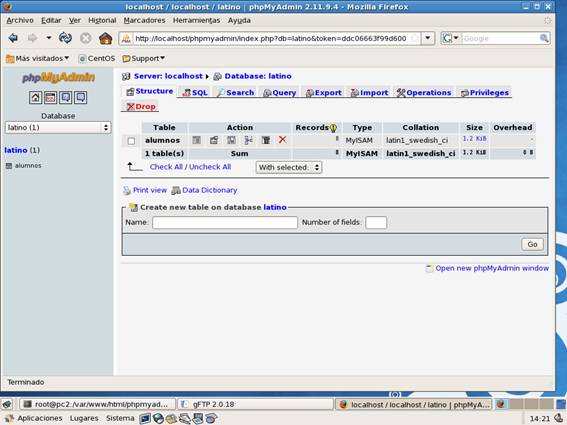 localhost / localhost / latino | phpMyAdmin 2.11.9.4 - Mozilla Firefox
Archivo Editar Ver Historial Marcadores Herramientas Ayuda
http://localhost/phpmyadmin/index.php?db=latino&token=ddc06663f99d600
Google
Más visitados CentOS Support
phpMyAdmin
Database
latino (1)
latino (1)
alumnos
Server: localhost Database: latino
Structure SQL Search Query Export Import Operations Privileges
Drop
Table Action Records Type Collation Size Overhead
alumnos MyISAM latin1_swedish_ci 1.2 KiB -
1 table(s) Sum MyISAM latin1_swedish_ci 1.2 KiB 0 B
Check All / Uncheck All With selected:
Print view Data Dictionary
Create new table on database latino
Name: Number of fields:
Go
Open new phpMyAdmin window
Terminado
root@pc2:/var/www/html/phpmyad... gFTP 2.0.18 localhost / localhost / latino | phpMyA...
Aplicaciones Lugares Sistema 14:21